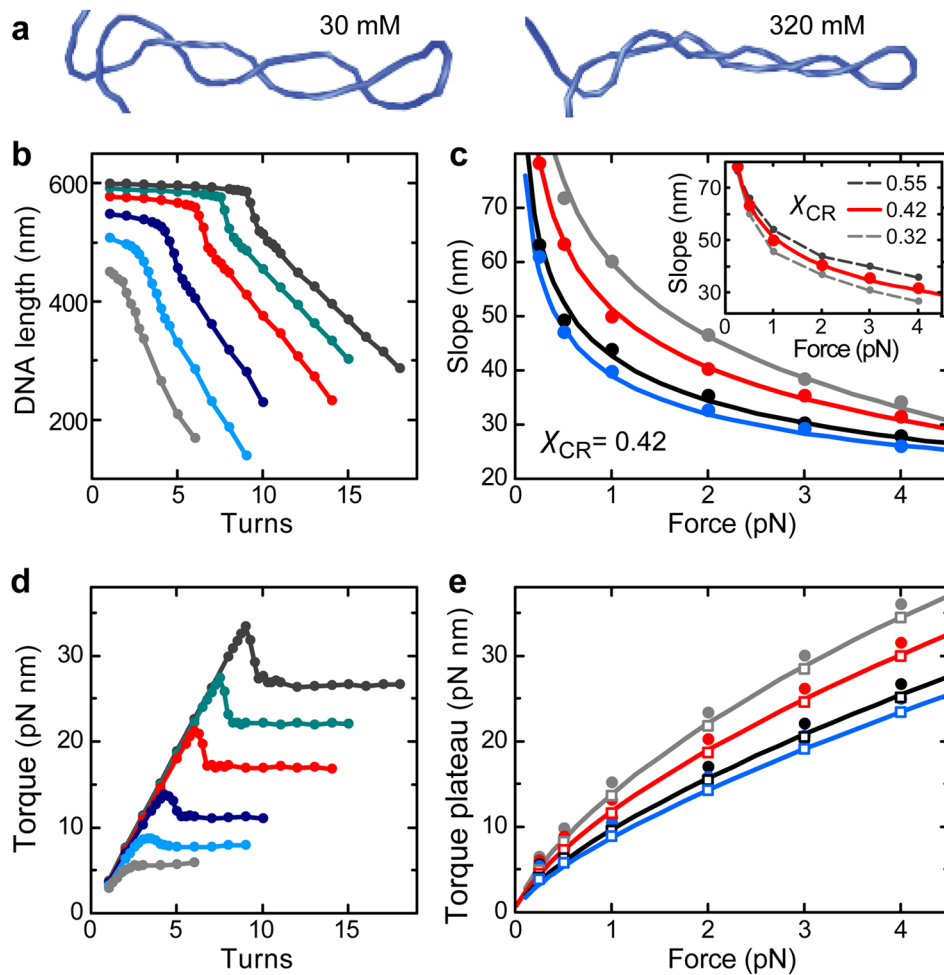 a
30 mM
320 mM
b
DNA length (nm)
600
400
200
0
5
10
15
Turns
c
Slope (nm)
70
60
50
40
30
20
0
1
2
3
4
Force (pN)
XCR = 0.42
Slope (nm)
70
50
30
0
1
2
3
4
Force (pN)
XCR
0.55
0.42
0.32
d
Torque (pN nm)
30
20
10
0
0
5
10
15
Turns
e
Torque plateau (pN nm)
30
20
10
0
0
1
2
3
4
Force (pN)